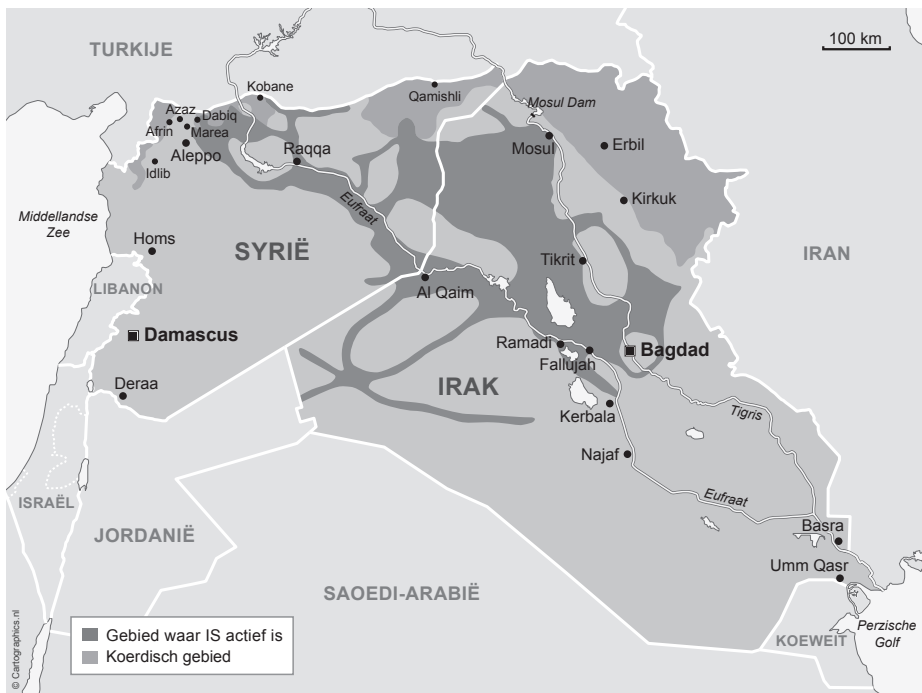 TURKIJE
100 km
Kobane
Qamishli
Mosul Dam
Azaz
Dabiq
Afrin
Marea
Aleppo
Idlib
Raqqa
Mosul
Erbil
Kirkuk
Eufraat
Middellandse
Zee
Homs
SYRIË
Tikrit
IRAN
LIBANON
Al Qaim
Damascus
Ramadi
Fallujah
Bagdad
Deraa
IRAK
Kerbala
Tigris
Najaf
ISRAËL
Eufraat
JORDANIË
Basra
Umm Qasr
SAOEDI-ARABIË
Perzische
Golf
KOEWEIT
Gebied waar IS actief is
Koerdisch gebied
© Cartographics.nl